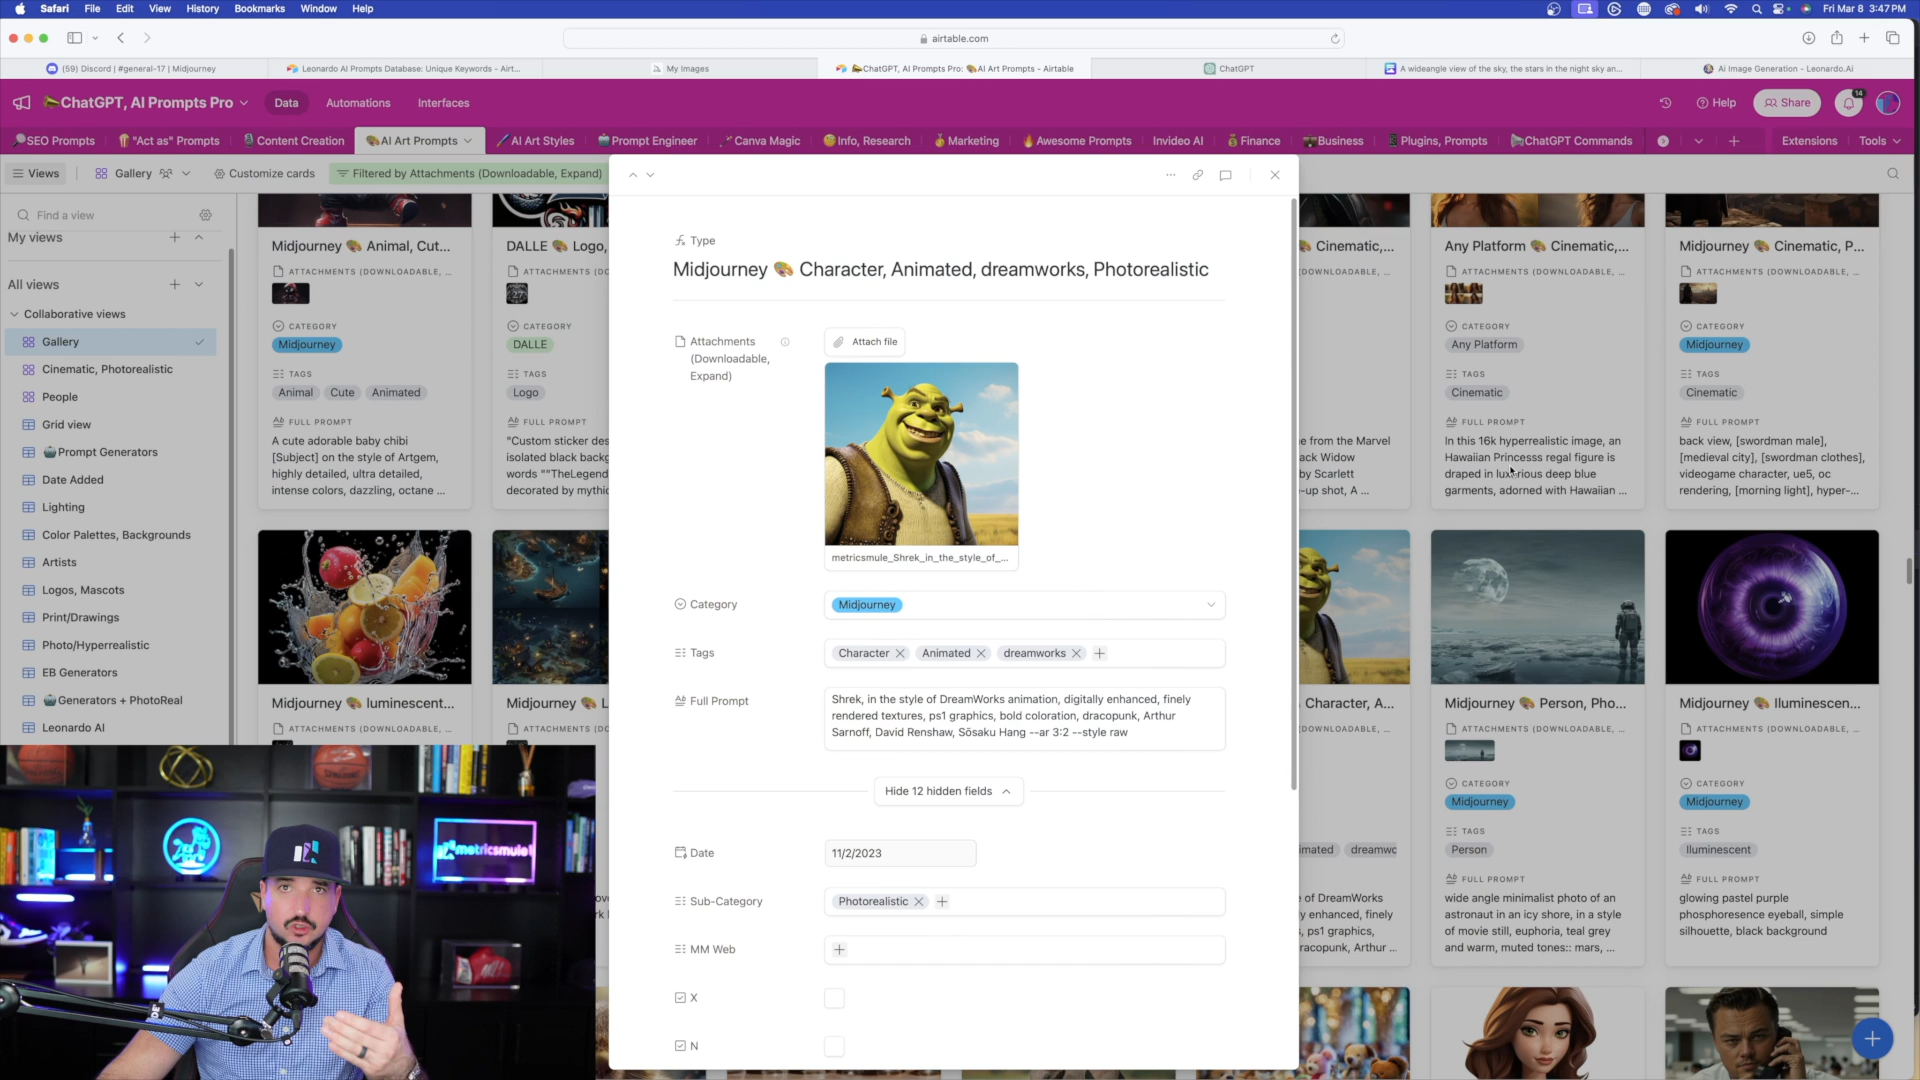 Safari File Edit View History Bookmarks Window Help
Fri Mar 8 3:47 PM
airtable.com
(59) Discord | #general-17 | Midjourney
Leonardo AI Prompts Database: Unique Keywords - Airt...
My Images
ChatGPT, AI Prompts Pro: AI Art Prompts - Airtable
ChatGPT
A wideangle view of the sky, the stars in the night sky an...
Ai Image Generation - Leonardo.Ai
ChatGPT, AI Prompts Pro
Data
Automations
Interfaces
Help
Share
14
SEO Prompts
"Act as" Prompts
Content Creation
AI Art Prompts
AI Art Styles
Prompt Engineer
Canva Magic
Info, Research
Marketing
Awesome Prompts
Invideo AI
Finance
Business
Plugins, Prompts
ChatGPT Commands
Extensions
Tools
Views
Gallery
Customize cards
Filtered by Attachments (Downloadable, Expand)
Find a view
My views
All views
Collaborative views
Gallery
Cinematic, Photorealistic
People
Grid view
Prompt Generators
Date Added
Lighting
Color Palettes, Backgrounds
Artists
Logos, Mascots
Print/Drawings
Photo/Hyperrealistic
EB Generators
Generators + PhotoReal
Leonardo AI
Midjourney Animal, Cut...
ATTACHMENTS (DOWNLOADABLE, ...
CATEGORY
Midjourney
TAGS
Animal Cute Animated
FULL PROMPT
A cute adorable baby chibi
[Subject] on the style of Artgem,
highly detailed, ultra detailed,
intense colors, dazzling, octane ...
DALLE Logo,
ATTACHMENTS (DO
CATEGORY
DALLE
TAGS
Logo
FULL PROMPT
"Custom sticker des
isolated black backg
words ""TheLegend
decorated by mythic
Midjourney luminescent...
Midjourney L
Type
Midjourney Character, Animated, dreamworks, Photorealistic
Attachments
(Downloadable,
Expand)
Attach file
metricsmule_Shrek_in_the_style_of_...
Category
Midjourney
Tags
Character Animated dreamworks
Full Prompt
Shrek, in the style of DreamWorks animation, digitally enhanced, finely
rendered textures, ps1 graphics, bold coloration, dracopunk, Arthur
Sarnoff, David Renshaw, Sōsaku Hang --ar 3:2 --style raw
Hide 12 hidden fields
Date
11/2/2023
Sub-Category
Photorealistic
MM Web
X
N
Cinematic,...
ATTACHMENTS (DOWNLOADABLE, ...
e from the Marvel
ack Widow
by Scarlett
-up shot, A ...
Any Platform Cinematic,...
ATTACHMENTS (DOWNLOADABLE, ...
CATEGORY
Any Platform
TAGS
Cinematic
FULL PROMPT
In this 16k hyperrealistic image, an
Hawaiian Princesss regal figure is
draped in luxurious deep blue
garments, adorned with Hawaiian ...
Midjourney Cinematic, P...
ATTACHMENTS (DOWNLOADABLE, ...
CATEGORY
Midjourney
TAGS
Cinematic
FULL PROMPT
back view, [swordman male],
[medieval city], [swordman clothes],
videogame character, ue5, oc
rendering, [morning light], hyper-...
Character, A...
ATTACHMENTS (DOWNLOADABLE, ...
mated dreamwc
of DreamWorks
y enhanced, finely
, ps1 graphics,
racopunk, Arthur ...
Midjourney Person, Pho...
ATTACHMENTS (DOWNLOADABLE, ...
CATEGORY
Midjourney
TAGS
Person
FULL PROMPT
wide angle minimalist photo of an
astronaut in an icy shore, in a style
of movie still, euphoria, teal grey
and warm, muted tones:: mars, ...
Midjourney Iluminescen...
ATTACHMENTS (DOWNLOADABLE, ...
CATEGORY
Midjourney
TAGS
Iluminescent
FULL PROMPT
glowing pastel purple
phosphoresence eyeball, simple
silhouette, black background
metricsmule
SPALDING